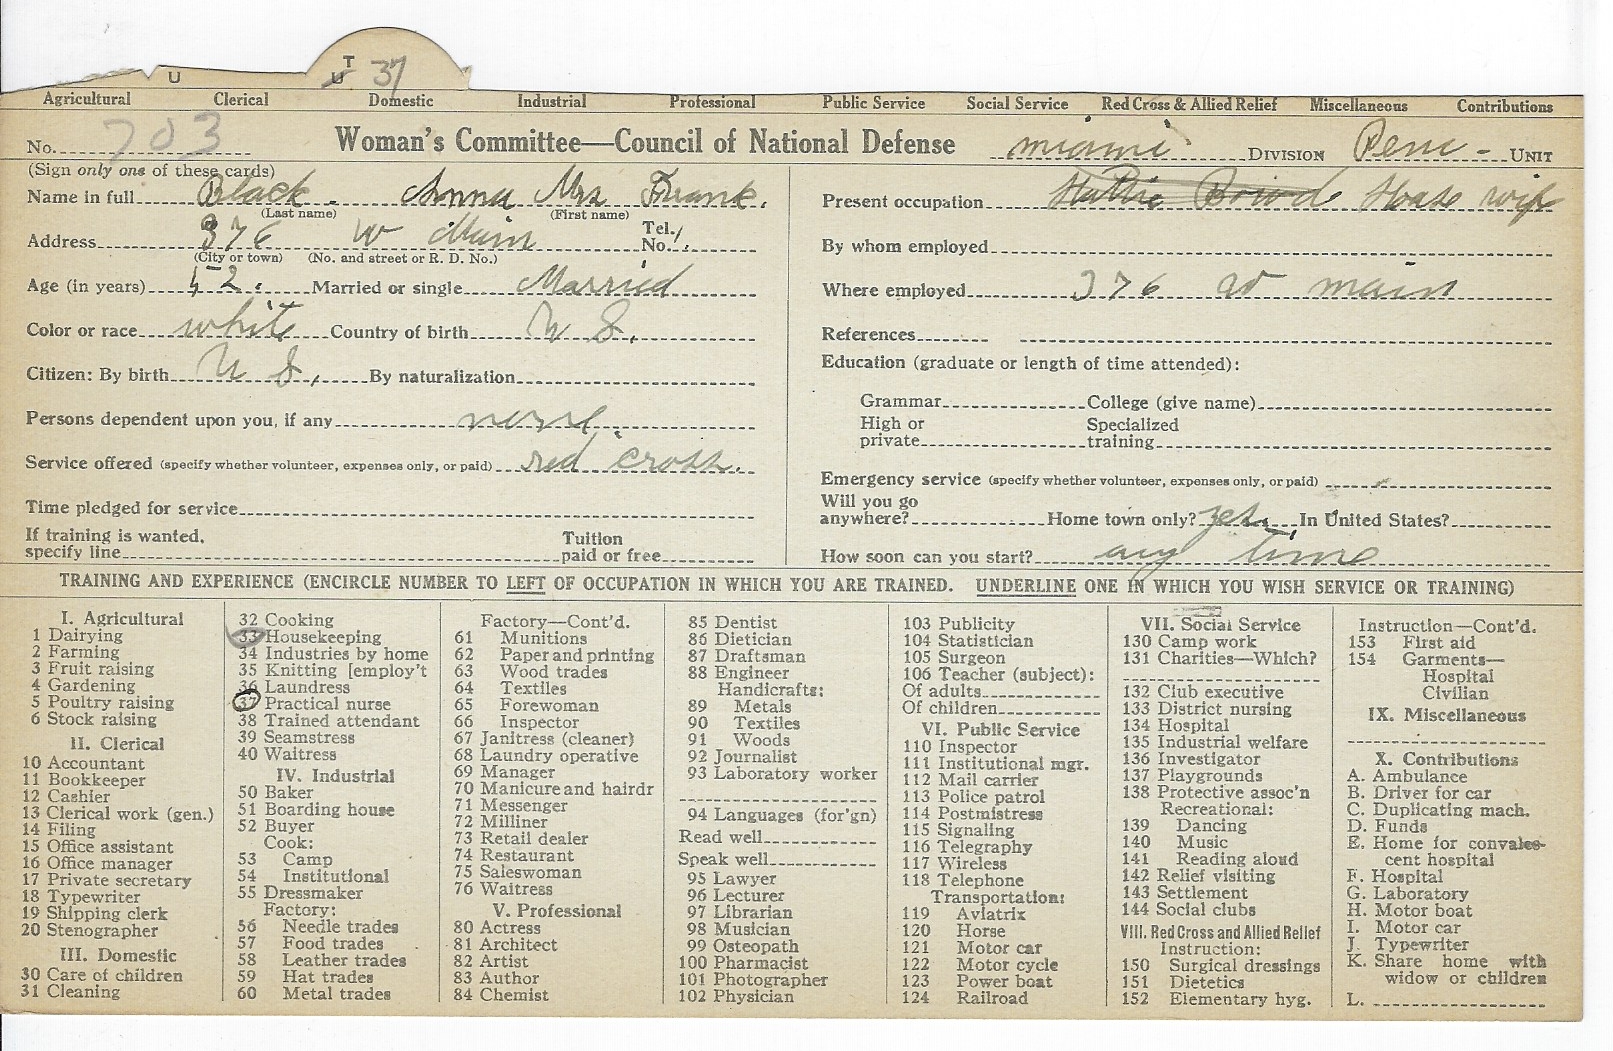 U T U 37
Agricultural Clerical Domestic Industrial Professional Public Service Social Service Red Cross & Allied Relief Miscellaneous Contributions
No. 703 Woman's Committee—Council of National Defense miami DIVISION Peru - UNIT
(Sign only one of these cards)
Name in full Black - Anna Mrs Frank.
(Last name) (First name)
Address 376 W Main Tel. No.
(City or town) (No. and street or R. D. No.)
Age (in years) 52. Married or single Married
Color or race white Country of birth U S.
Citizen: By birth U S. By naturalization
Persons dependent upon you, if any none
Service offered (specify whether volunteer, expenses only, or paid) red cross.
Time pledged for service
If training is wanted, specify line Tuition paid or free
Present occupation House wife
By whom employed
Where employed 376 W main
References
Education (graduate or length of time attended):
Grammar College (give name)
High or private Specialized training
Emergency service (specify whether volunteer, expenses only, or paid)
Will you go anywhere? Home town only? yes. In United States?
How soon can you start? any time
TRAINING AND EXPERIENCE (ENCIRCLE NUMBER TO LEFT OF OCCUPATION IN WHICH YOU ARE TRAINED. UNDERLINE ONE IN WHICH YOU WISH SERVICE OR TRAINING)
I. Agricultural
1 Dairying
2 Farming
3 Fruit raising
4 Gardening
5 Poultry raising
6 Stock raising
II. Clerical
10 Accountant
11 Bookkeeper
12 Cashier
13 Clerical work (gen.)
14 Filing
15 Office assistant
16 Office manager
17 Private secretary
18 Typewriter
19 Shipping clerk
20 Stenographer
III. Domestic
30 Care of children
31 Cleaning
32 Cooking
33 Housekeeping
34 Industries by home
35 Knitting [employ't
36 Laundress
37 Practical nurse
38 Trained attendant
39 Seamstress
40 Waitress
IV. Industrial
50 Baker
51 Boarding house
52 Buyer
Cook:
53 Camp
54 Institutional
55 Dressmaker
Factory:
56 Needle trades
57 Food trades
58 Leather trades
59 Hat trades
60 Metal trades
Factory—Cont'd.
61 Munitions
62 Paper and printing
63 Wood trades
64 Textiles
65 Forewoman
66 Inspector
67 Janitress (cleaner)
68 Laundry operative
69 Manager
70 Manicure and hairdr
71 Messenger
72 Milliner
73 Retail dealer
74 Restaurant
75 Saleswoman
76 Waitress
V. Professional
80 Actress
81 Architect
82 Artist
83 Author
84 Chemist
85 Dentist
86 Dietician
87 Draftsman
88 Engineer
Handicrafts:
89 Metals
90 Textiles
91 Woods
92 Journalist
93 Laboratory worker
94 Languages (for'gn)
Read well
Speak well
95 Lawyer
96 Lecturer
97 Librarian
98 Musician
99 Osteopath
100 Pharmacist
101 Photographer
102 Physician
103 Publicity
104 Statistician
105 Surgeon
106 Teacher (subject):
Of adults
Of children
VI. Public Service
110 Inspector
111 Institutional mgr.
112 Mail carrier
113 Police patrol
114 Postmistress
115 Signaling
116 Telegraphy
117 Wireless
118 Telephone
Transportation:
119 Aviatrix
120 Horse
121 Motor car
122 Motor cycle
123 Power boat
124 Railroad
VII. Social Service
130 Camp work
131 Charities—Which?
132 Club executive
133 District nursing
134 Hospital
135 Industrial welfare
136 Investigator
137 Playgrounds
138 Protective assoc'n
Recreational:
139 Dancing
140 Music
141 Reading aloud
142 Relief visiting
143 Settlement
144 Social clubs
VIII. Red Cross and Allied Relief
Instruction:
150 Surgical dressings
151 Dietetics
152 Elementary hyg.
Instruction—Cont'd.
153 First aid
154 Garments—
Hospital
Civilian
IX. Miscellaneous
X. Contributions
A. Ambulance
B. Driver for car
C. Duplicating mach.
D. Funds
E. Home for convales-
cent hospital
F. Hospital
G. Laboratory
H. Motor boat
I. Motor car
J. Typewriter
K. Share home with
widow or children
L.